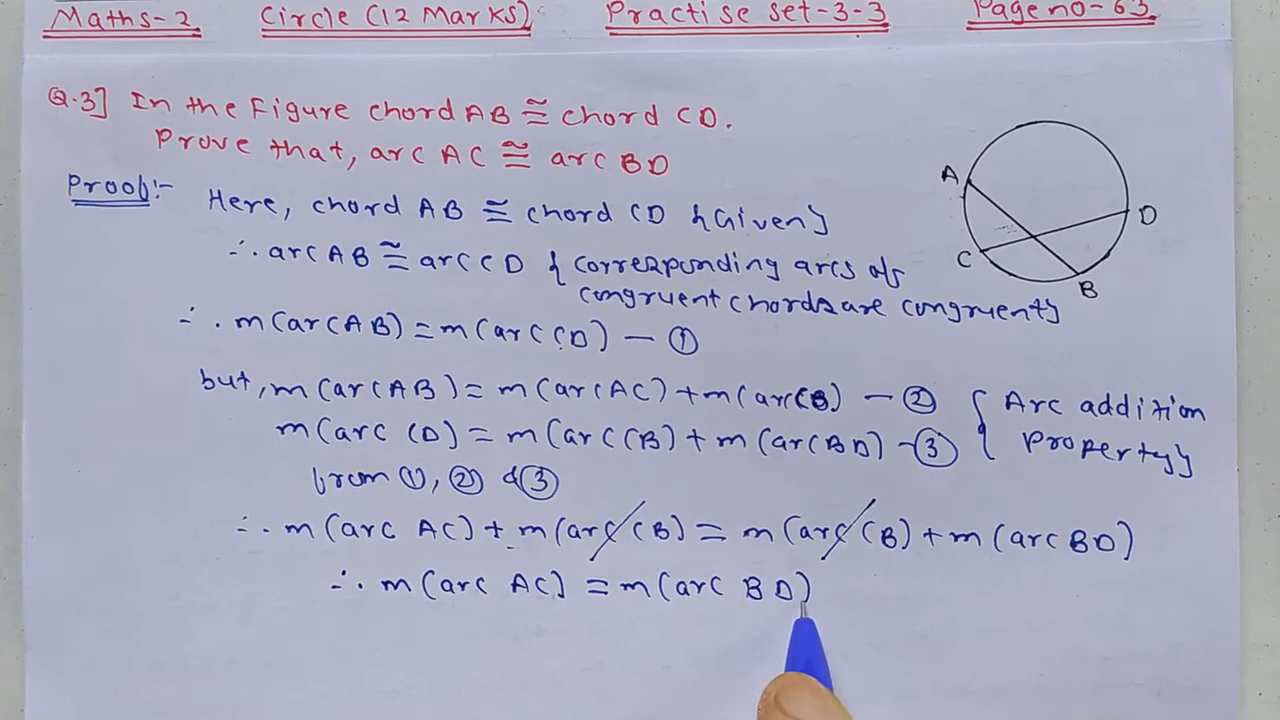 Maths-2 Circle (12 Marks) Practise set-3-3 Page no-63
Q.3] In the Figure chord AB ≅ chord CD.
Prove that, arc AC ≅ arc BD
Proof:- Here, chord AB ≅ chord CD {Given}
∴ arc AB ≅ arc CD { corresponding arcs of
congruent chords are congruent}
∴ m(arc AB) = m(arc CD) — ①
but, m(arc AB) = m(arc AC) + m(arc CB) — ② { Arc addition
m(arc CD) = m(arc CB) + m(arc BD) — ③ Property}
from ①, ② & ③
∴ m(arc AC) + m(arc CB) = m(arc CB) + m(arc BD)
∴ m(arc AC) = m(arc BD)
A
D
C
B